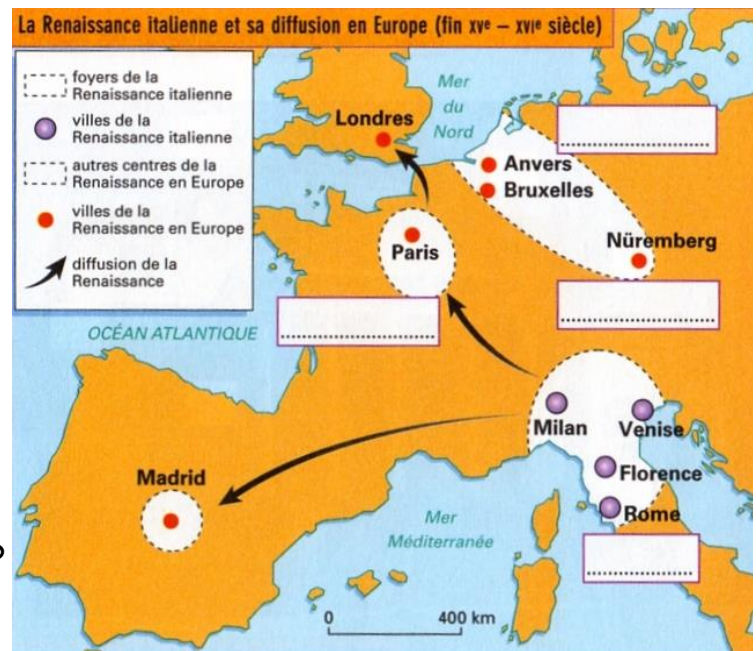 La Renaissance italienne et sa diffusion en Europe (fin XVe – XVIe siècle)
foyers de la
Renaissance italienne
villes de la
Renaissance italienne
autres centres de la
Renaissance en Europe
villes de la
Renaissance en Europe
diffusion de la
Renaissance
Mer
du
Nord
Londres
Anvers
Bruxelles
Paris
Nüremberg
OCÉAN ATLANTIQUE
Milan
Venise
Florence
Rome
Madrid
Mer
Méditerranée
0 400 km